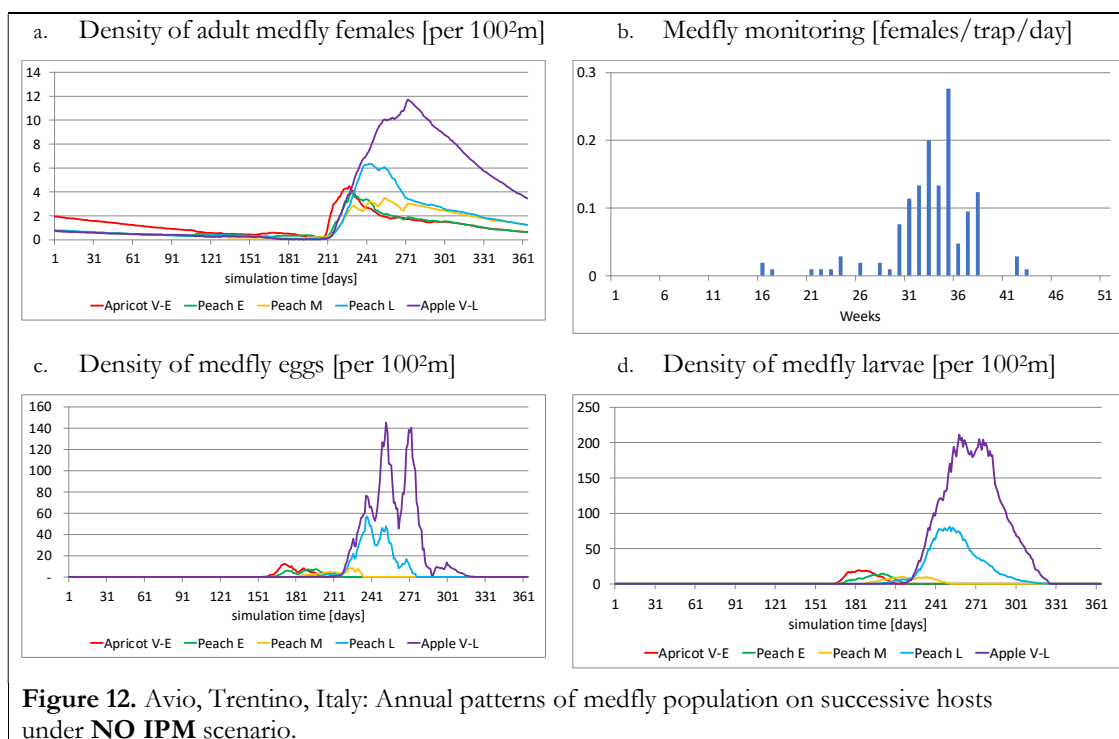 a. Density of adult medfly females [per 100²m]
14
12
10
8
6
4
2
0
1 31 61 91 121 151 181 211 241 271 301 331 361
simulation time [days]
Apricot V-E Peach E Peach M Peach L Apple V-L
b. Medfly monitoring [females/trap/day]
0.3
0.2
0.1
0
1 6 11 16 21 26 31 36 41 46 51
Weeks
c. Density of medfly eggs [per 100²m]
160
140
120
100
80
60
40
20
-
1 31 61 91 121 151 181 211 241 271 301 331 361
simulation time [days]
Apricot V-E Peach E Peach M Peach L Apple V-L
d. Density of medfly larvae [per 100²m]
250
200
150
100
50
0
1 31 61 91 121 151 181 211 241 271 301 331 361
simulation time [days]
Apricot V-E Peach E Peach M Peach L Apple V-L
Figure 12. Avio, Trentino, Italy: Annual patterns of medfly population on successive hosts
under NO IPM scenario.